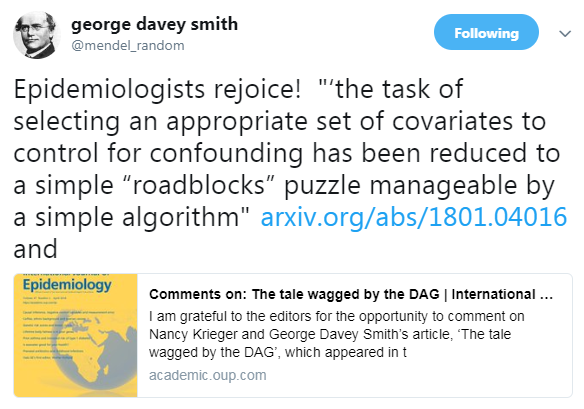 george davey smith
@mendel_random
Following
Epidemiologists rejoice!  "‘the task of
selecting an appropriate set of covariates to
control for confounding has been reduced to
a simple “roadblocks” puzzle manageable by
a simple algorithm" arxiv.org/abs/1801.04016
and
Epidemiology
Comments on: The tale wagged by the DAG | International ...
I am grateful to the editors for the opportunity to comment on
Nancy Krieger and George Davey Smith’s article, ‘The tale
wagged by the DAG’, which appeared in t
academic.oup.com